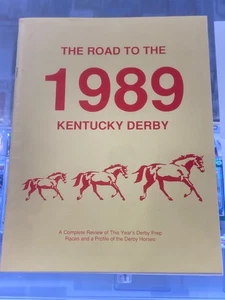 THE ROAD TO THE
1989
KENTUCKY DERBY
A Complete Review of This Year's Derby Prep
Races and a Profile of the Derby Horses